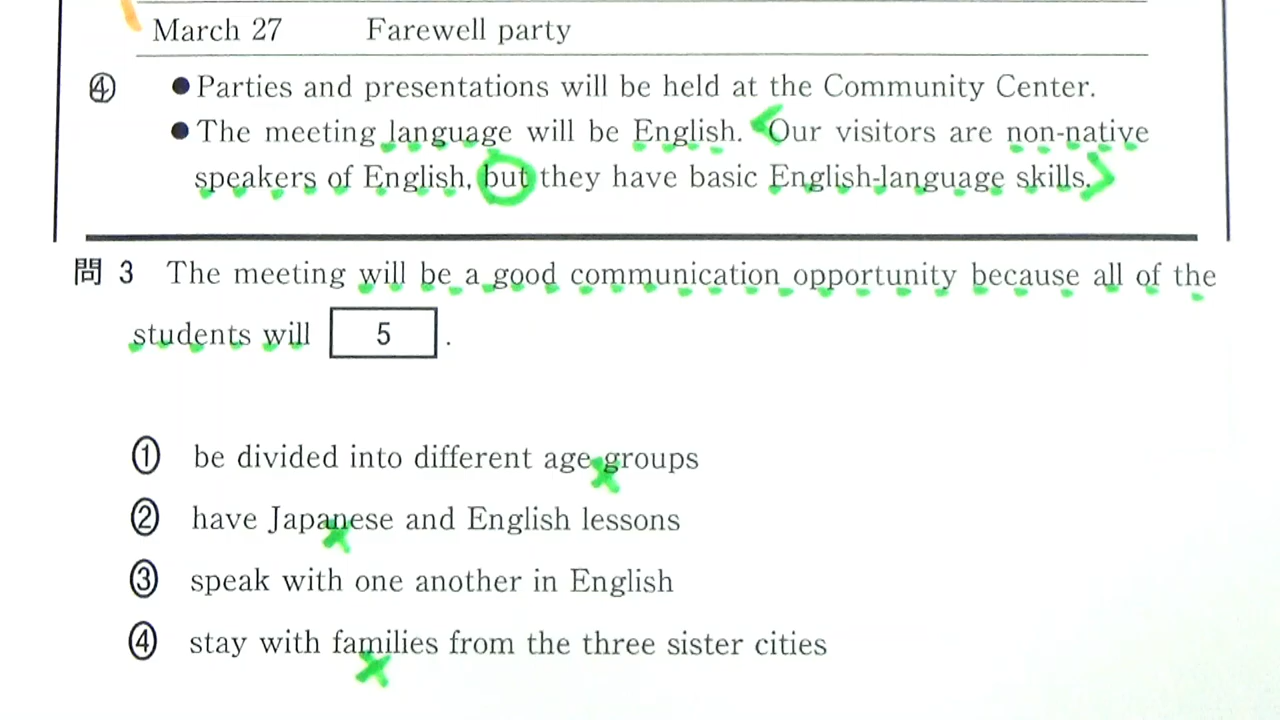 March 27 Farewell party
④ ●Parties and presentations will be held at the Community Center.
●The meeting language will be English. Our visitors are non-native
speakers of English, but they have basic English-language skills.
問 3 The meeting will be a good communication opportunity because all of the
students will 5 .
① be divided into different age groups
② have Japanese and English lessons
③ speak with one another in English
④ stay with families from the three sister cities